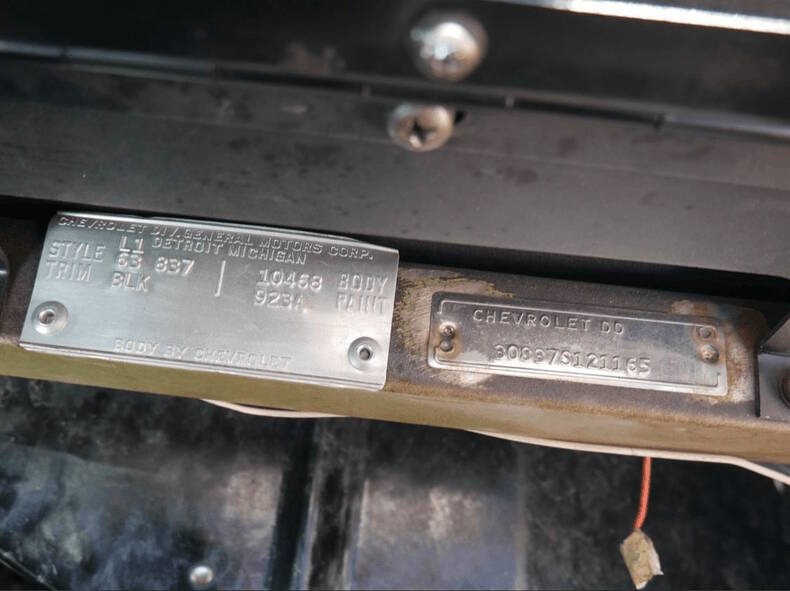 CHEVROLET DIV. GENERAL MOTORS CORP.
DETROIT MICHIGAN
L1
STYLE 63 837 10468 BODY
TRIM BLK 923A PAINT
BODY BY CHEVROLET
CHEVROLET DD
30837S121165